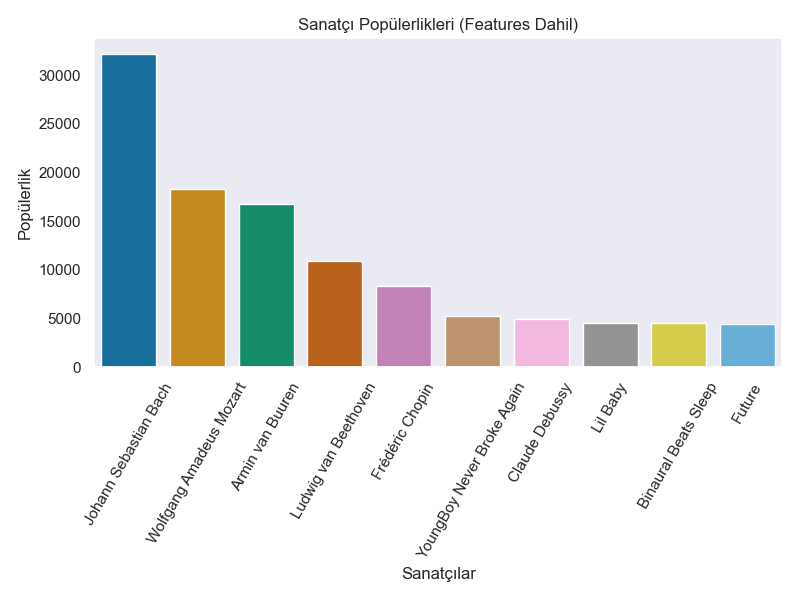 Sanatçı Popülerlikleri (Features Dahil)
Popülerlik
30000
25000
20000
15000
10000
5000
0
Johann Sebastian Bach
Wolfgang Amadeus Mozart
Armin van Buuren
Ludwig van Beethoven
Frédéric Chopin
YoungBoy Never Broke Again
Claude Debussy
Lil Baby
Binaural Beats Sleep
Future
Sanatçılar